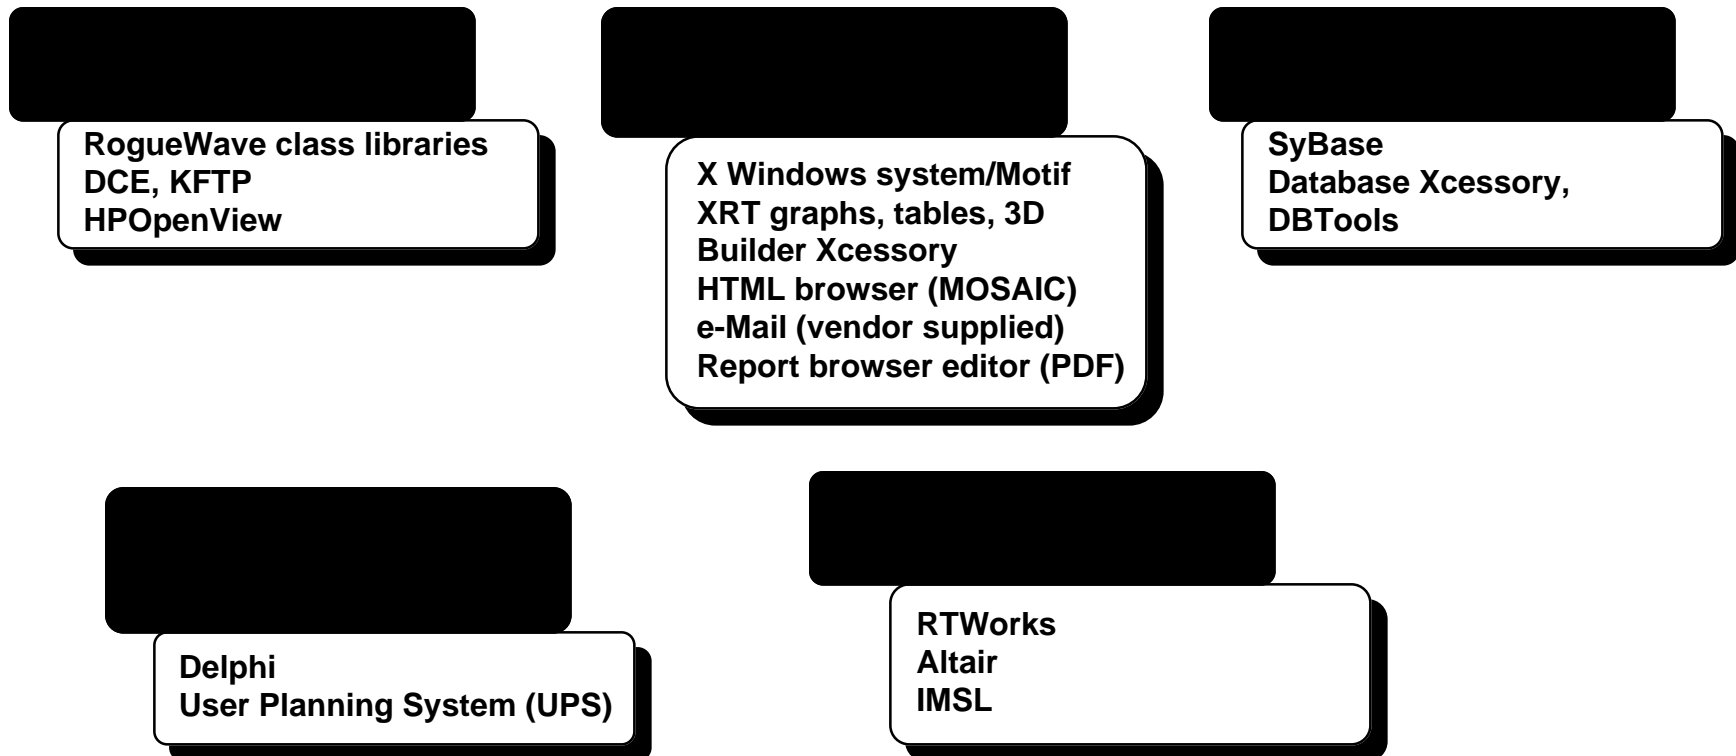 RogueWave class libraries
DCE, KFTP
HPOpenView
X Windows system/Motif
XRT graphs, tables, 3D
Builder Xcessory
HTML browser (MOSAIC)
e-Mail (vendor supplied)
Report browser editor (PDF)
SyBase
Database Xcessory,
DBTools
Delphi
User Planning System (UPS)
RTWorks
Altair
IMSL